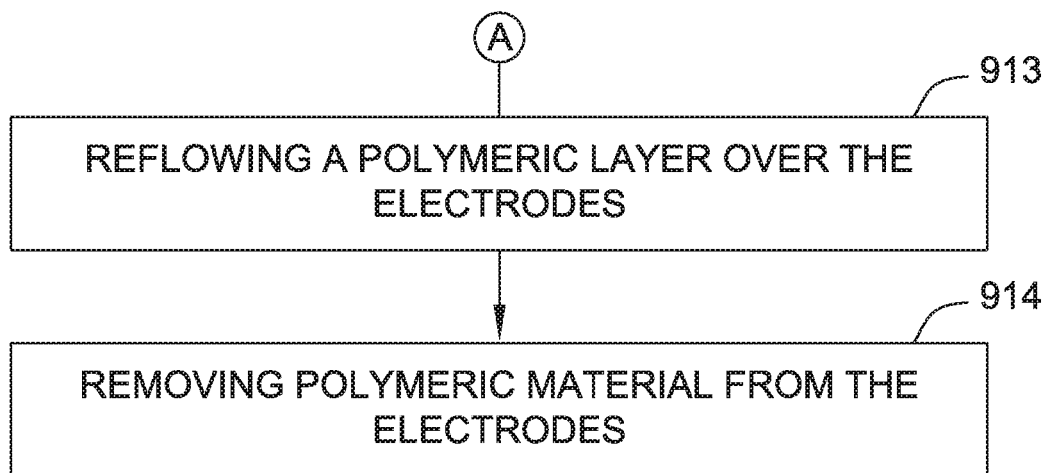 A
913
REFLOWING A POLYMERIC LAYER OVER THE
ELECTRODES
914
REMOVING POLYMERIC MATERIAL FROM THE
ELECTRODES